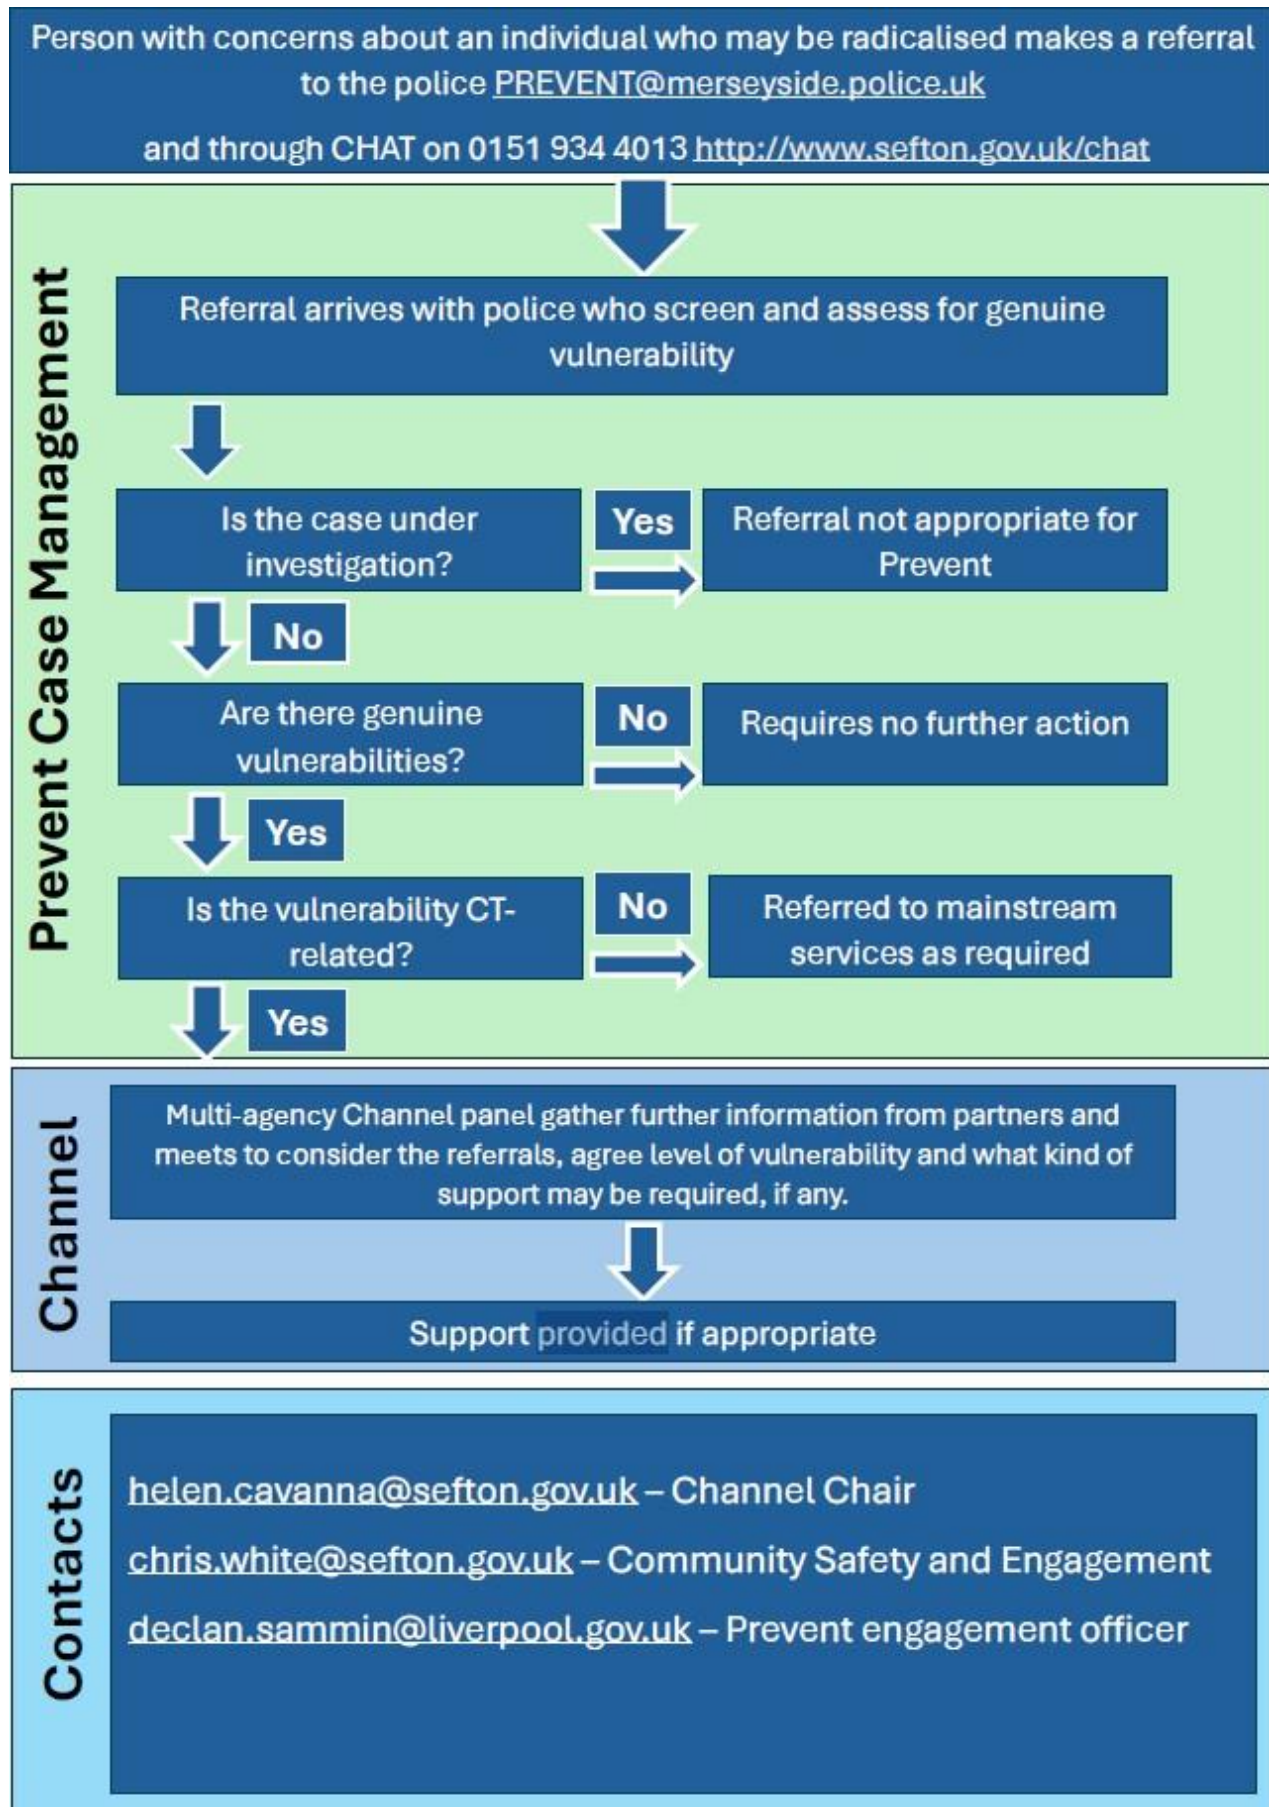 Person with concerns about an individual who may be radicalised makes a referral
to the police PREVENT@merseyside.police.uk
and through CHAT on 0151 934 4013 http://www.sefton.gov.uk/chat
Prevent Case Management
Referral arrives with police who screen and assess for genuine
vulnerability
Is the case under
investigation?
Yes
Referral not appropriate for
Prevent
No
Are there genuine
vulnerabilities?
No
Requires no further action
Yes
Is the vulnerability CT-
related?
No
Referred to mainstream
services as required
Yes
Channel
Multi-agency Channel panel gather further information from partners and
meets to consider the referrals, agree level of vulnerability and what kind of
support may be required, if any.
Support provided if appropriate
Contacts
helen.cavanna@sefton.gov.uk – Channel Chair
chris.white@sefton.gov.uk – Community Safety and Engagement
declan.sammin@liverpool.gov.uk – Prevent engagement officer